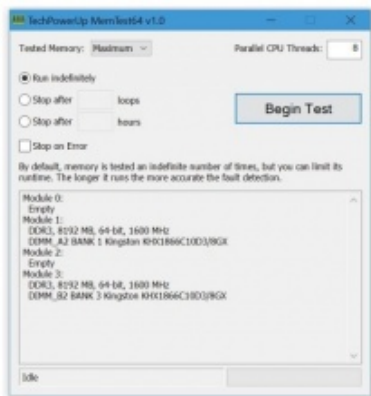 TechPowerUp MemTest64 v1.0
Tested Memory: Maximum Parallel CPU Threads: 8
Run indefinitely
Stop after loops
Stop after hours
Begin Test
Stop on Error
By default, memory is tested an indefinite number of times, but you can limit its
runtime. The longer it runs the more accurate the fault detection.
Module 0:
Empty
Module 1:
DDR3, 8192 MB, 64-bit, 1600 MHz
DIMM_A2 BANK 1 Kingston KHX1866C10D3/8GX
Module 2:
Empty
Module 3:
DDR3, 8192 MB, 64-bit, 1600 MHz
DIMM_B2 BANK 3 Kingston KHX1866C10D3/8GX
Idle